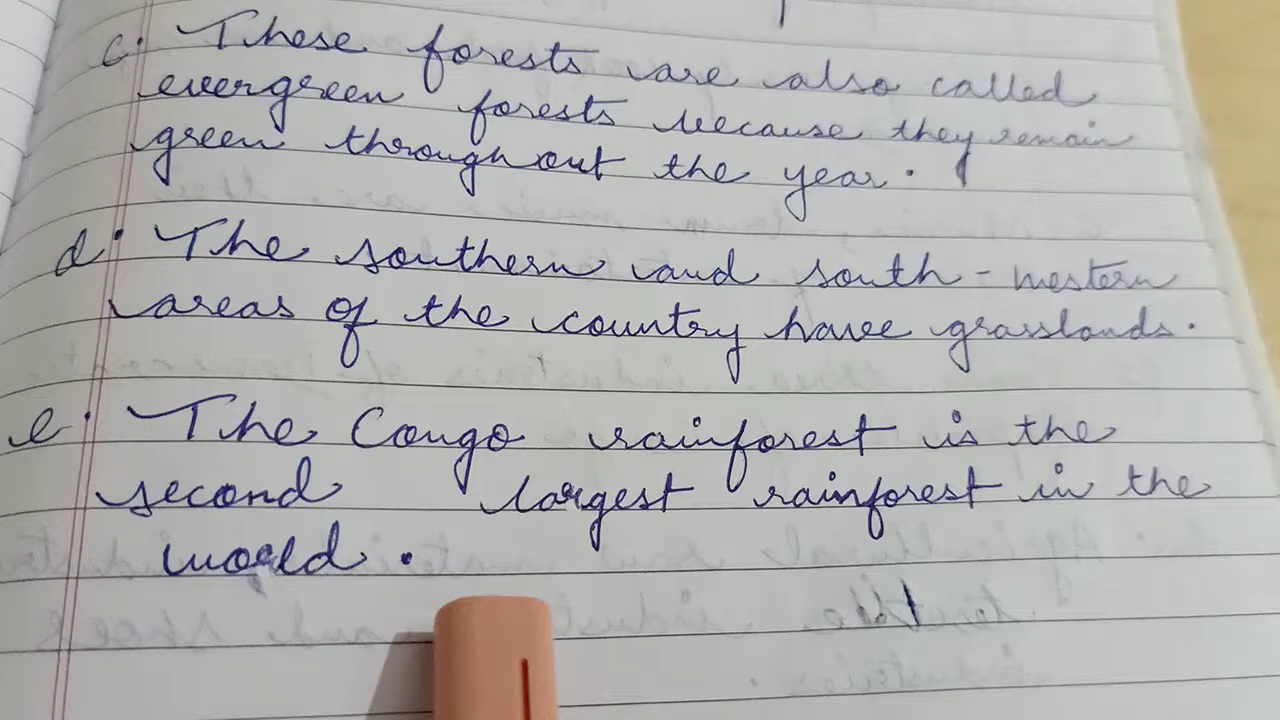 c. These forests are also called
evergreen forests because they remain
green throughout the year.
d. The southern and south-western
areas of the country have grasslands.
e. The Congo rainforest is the
second largest rainforest in the
world.